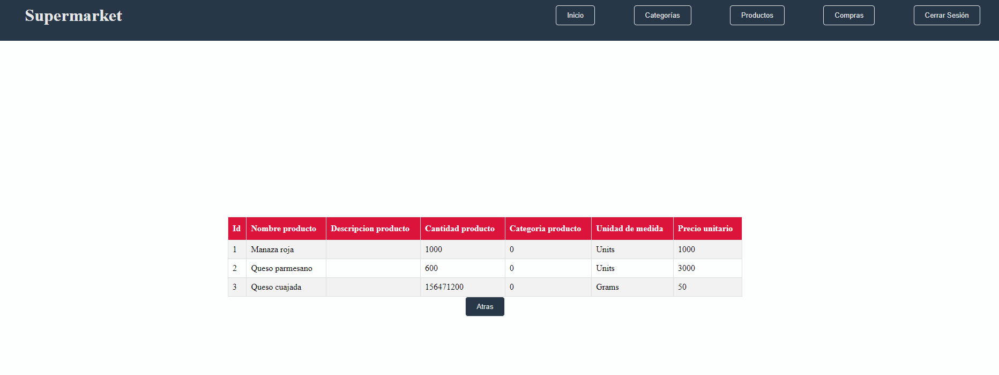 Supermarket Inicio Categorías Productos Compras Cerrar Sesión
Id Nombre producto Descripcion producto Cantidad producto Categoria producto Unidad de medida Precio unitario
1 Manaza roja 1000 0 Units 1000
2 Queso parmesano 600 0 Units 3000
3 Queso cuajada 156471200 0 Grams 50
Atras